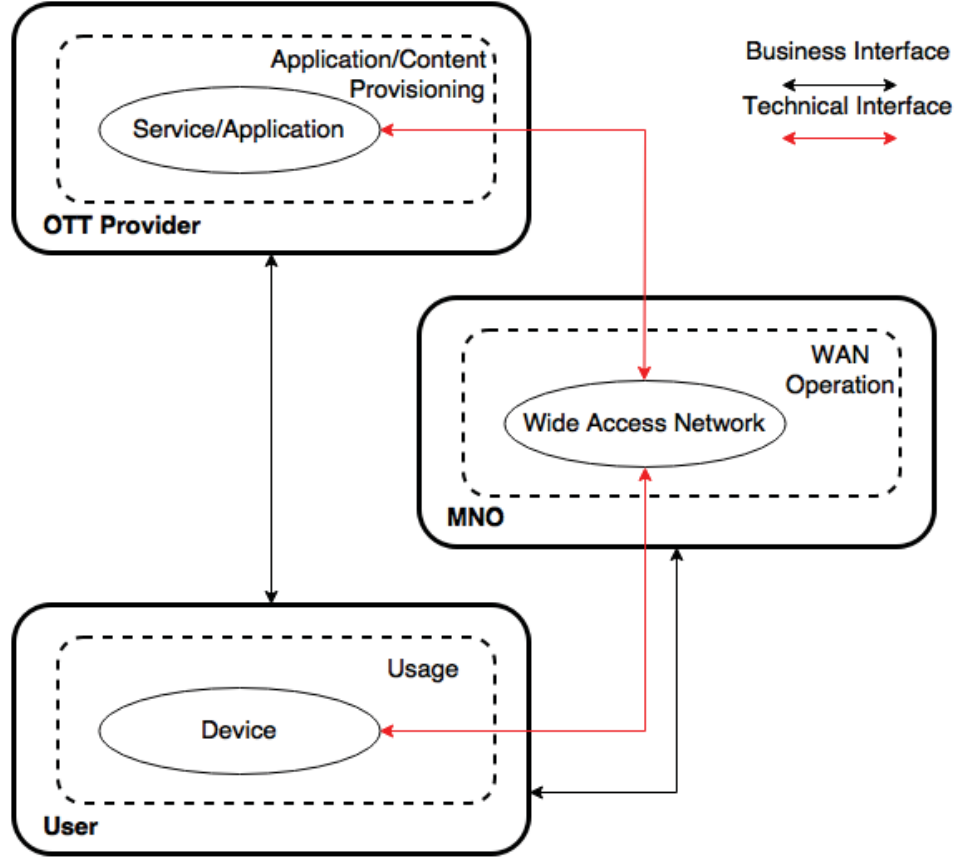 Application/Content
Provisioning
Service/Application
OTT Provider
Business Interface
Technical Interface
WAN
Operation
Wide Access Network
MNO
Usage
Device
User